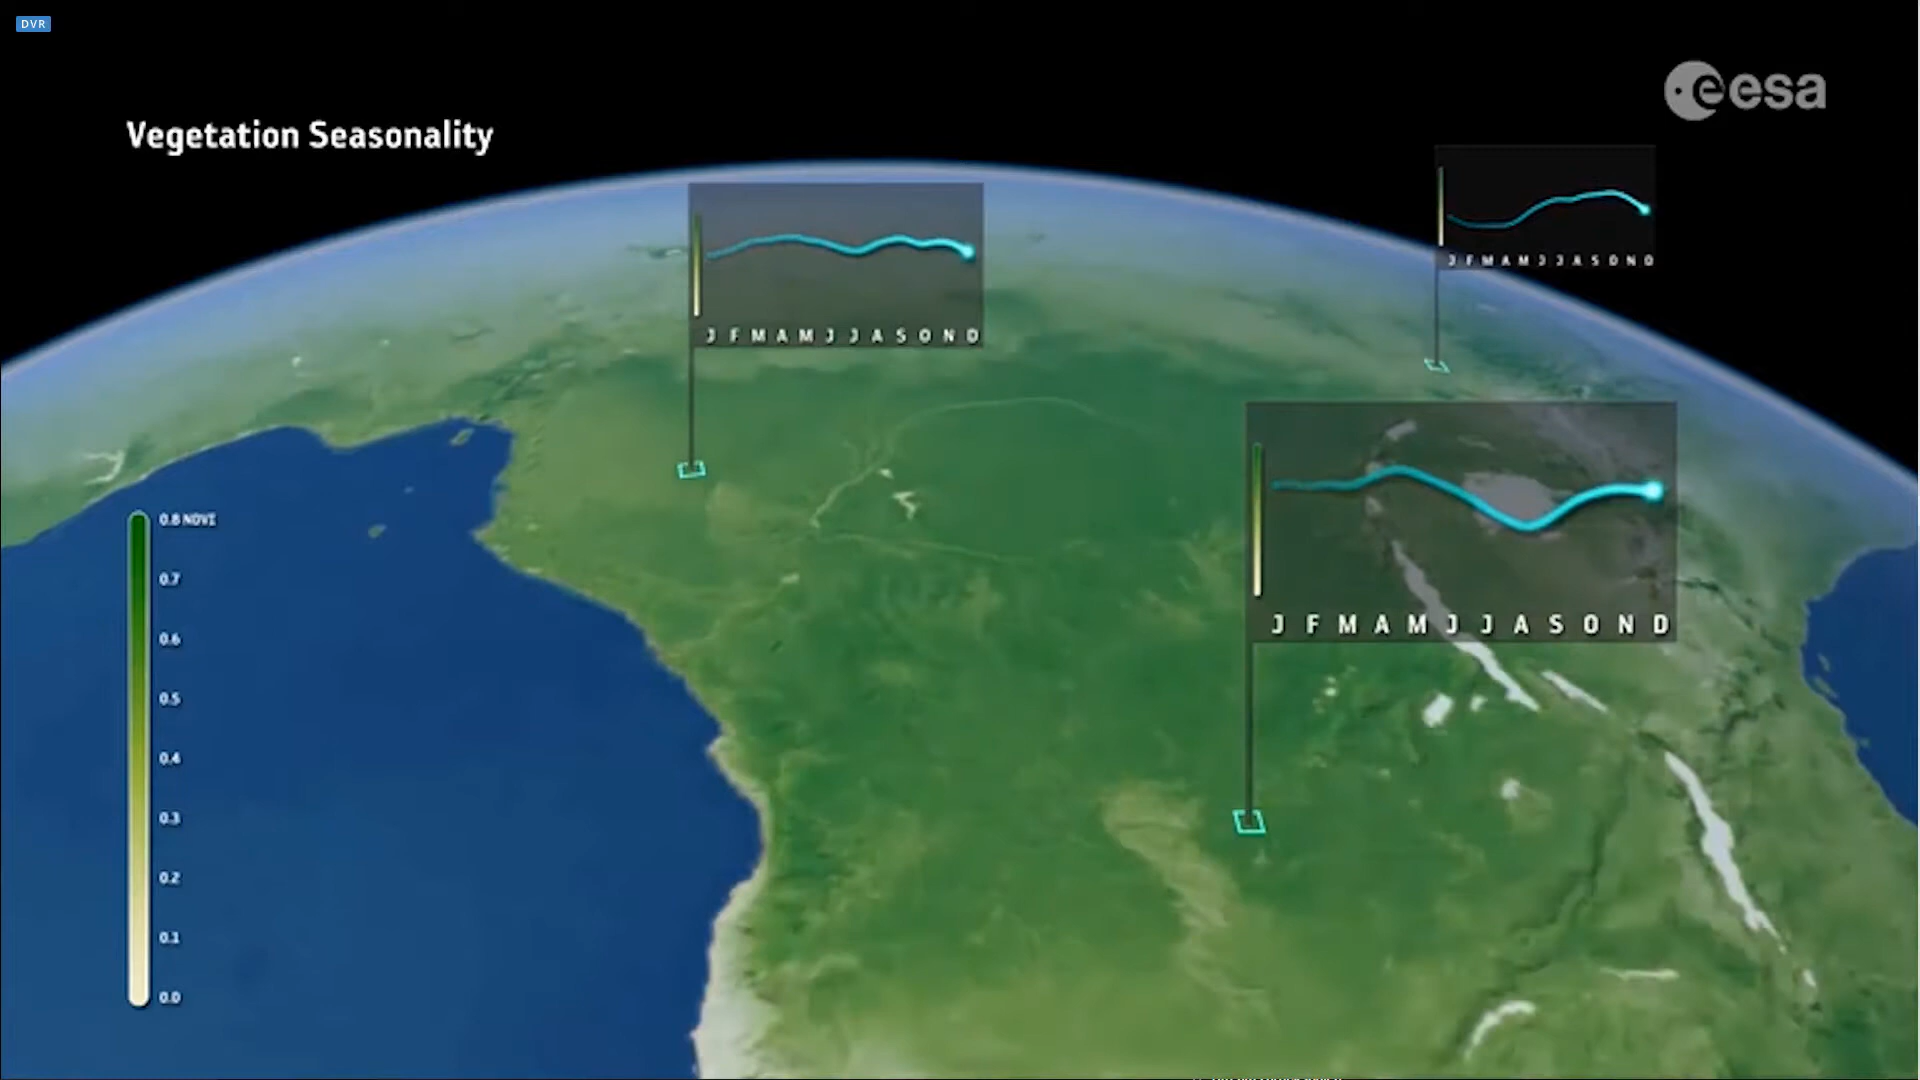 DVR
esa
Vegetation Seasonality
J F M A M J J A S O N D
J F M A M J J A S O N D
J F M A M J J A S O N D
0.8 NDVI
0.7
0.6
0.5
0.4
0.3
0.2
0.1
0.0